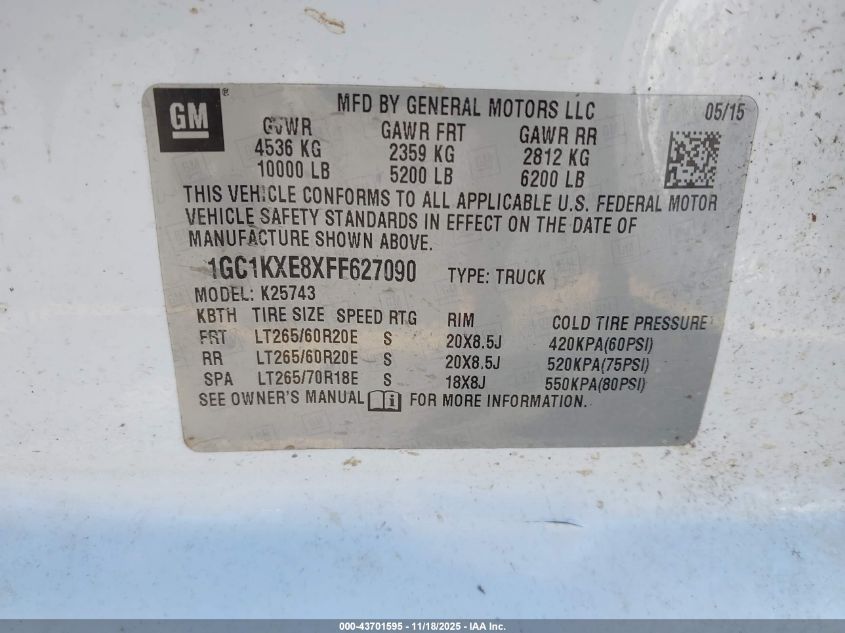 GM ®
MFD BY GENERAL MOTORS LLC 05/15
GVWR GAWR FRT GAWR RR
4536 KG 2359 KG 2812 KG
10000 LB 5200 LB 6200 LB
THIS VEHICLE CONFORMS TO ALL APPLICABLE U.S. FEDERAL MOTOR
VEHICLE SAFETY STANDARDS IN EFFECT ON THE DATE OF
MANUFACTURE SHOWN ABOVE.
1GC1KXE8XFF627090 TYPE: TRUCK
MODEL: K25743
KBTH TIRE SIZE SPEED RTG RIM COLD TIRE PRESSURE
FRT LT265/60R20E S 20X8.5J 420KPA(60PSI)
RR LT265/60R20E S 20X8.5J 520KPA(75PSI)
SPA LT265/70R18E S 18X8J 550KPA(80PSI)
SEE OWNER'S MANUAL i FOR MORE INFORMATION.
000-43701595 - 11/18/2025 - IAA Inc.